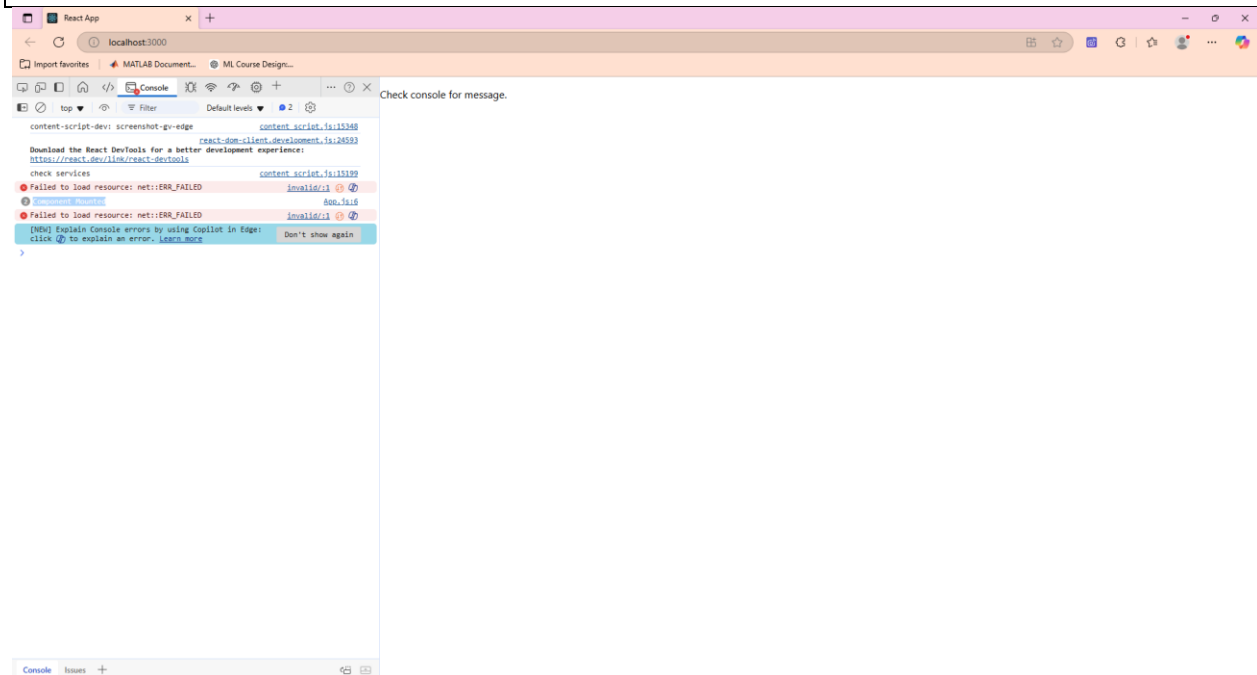 React App
localhost:3000
Import favorites
MATLAB Document...
ML Course Design:...
Console
top
Filter
Default levels
2
content-script-dev: screenshot-gv-edge content script.js:15348
react-dom-client.development.js:24593
Download the React DevTools for a better development experience:
https://react.dev/link/react-devtools
check services content script.js:15199
Failed to load resource: net::ERR_FAILED invalid/:1
2 Component Mounted App.js:6
Failed to load resource: net::ERR_FAILED invalid/:1
[NEW] Explain Console errors by using Copilot in Edge:
click to explain an error. Learn more
Don't show again
Console Issues
Check console for message.